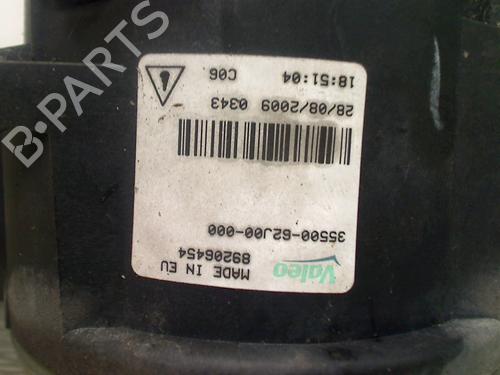 Valeo
MADE IN EU
89206454
35500-62J00-000
28/08/2009 0343
18:51:04 C06
B-PARTS